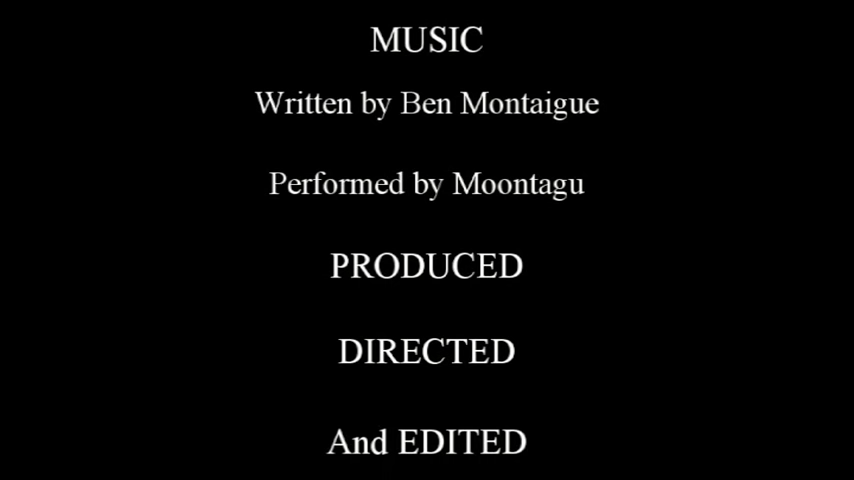 MUSIC
Written by Ben Montaigue
Performed by Moontagu
PRODUCED
DIRECTED
And EDITED